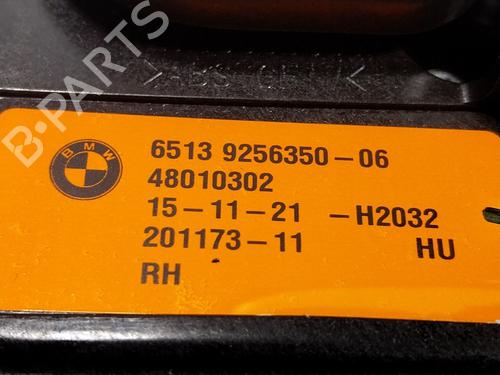 B-PARTS
BMW
6513 9256350-06
48010302
15-11-21 -H2032
201173-11 HU
RH